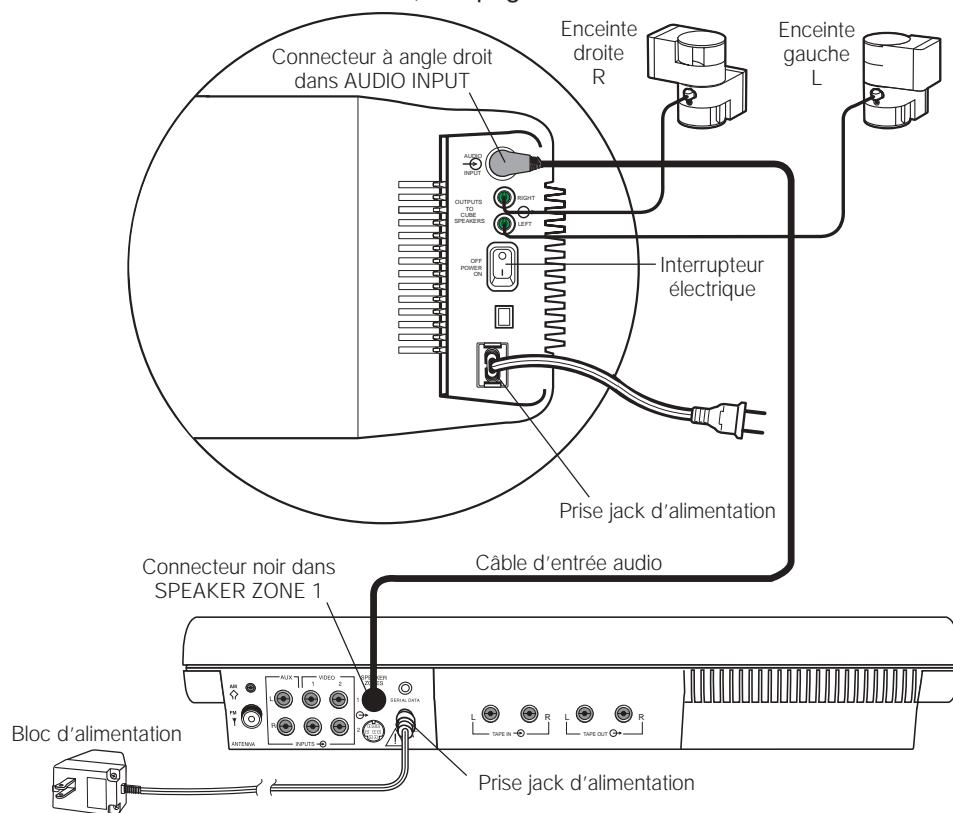 Enceinte
droite
R
Enceinte
gauche
L
Connecteur à angle droit
dans AUDIO INPUT
AUDIO
INPUT
OUTPUTS
TO
CUBE
SPEAKERS
RIGHT
LEFT
OFF
POWER
ON
Interrupteur
électrique
Prise jack d'alimentation
Connecteur noir dans
SPEAKER ZONE 1
Câble d'entrée audio
AM
FM
ANTENNA
AUX
VIDEO
1 2
L
R
INPUTS
SPEAKER
ZONES
1
2
SERIAL DATA
L R
TAPE IN
L R
TAPE OUT
Bloc d'alimentation
Prise jack d'alimentation